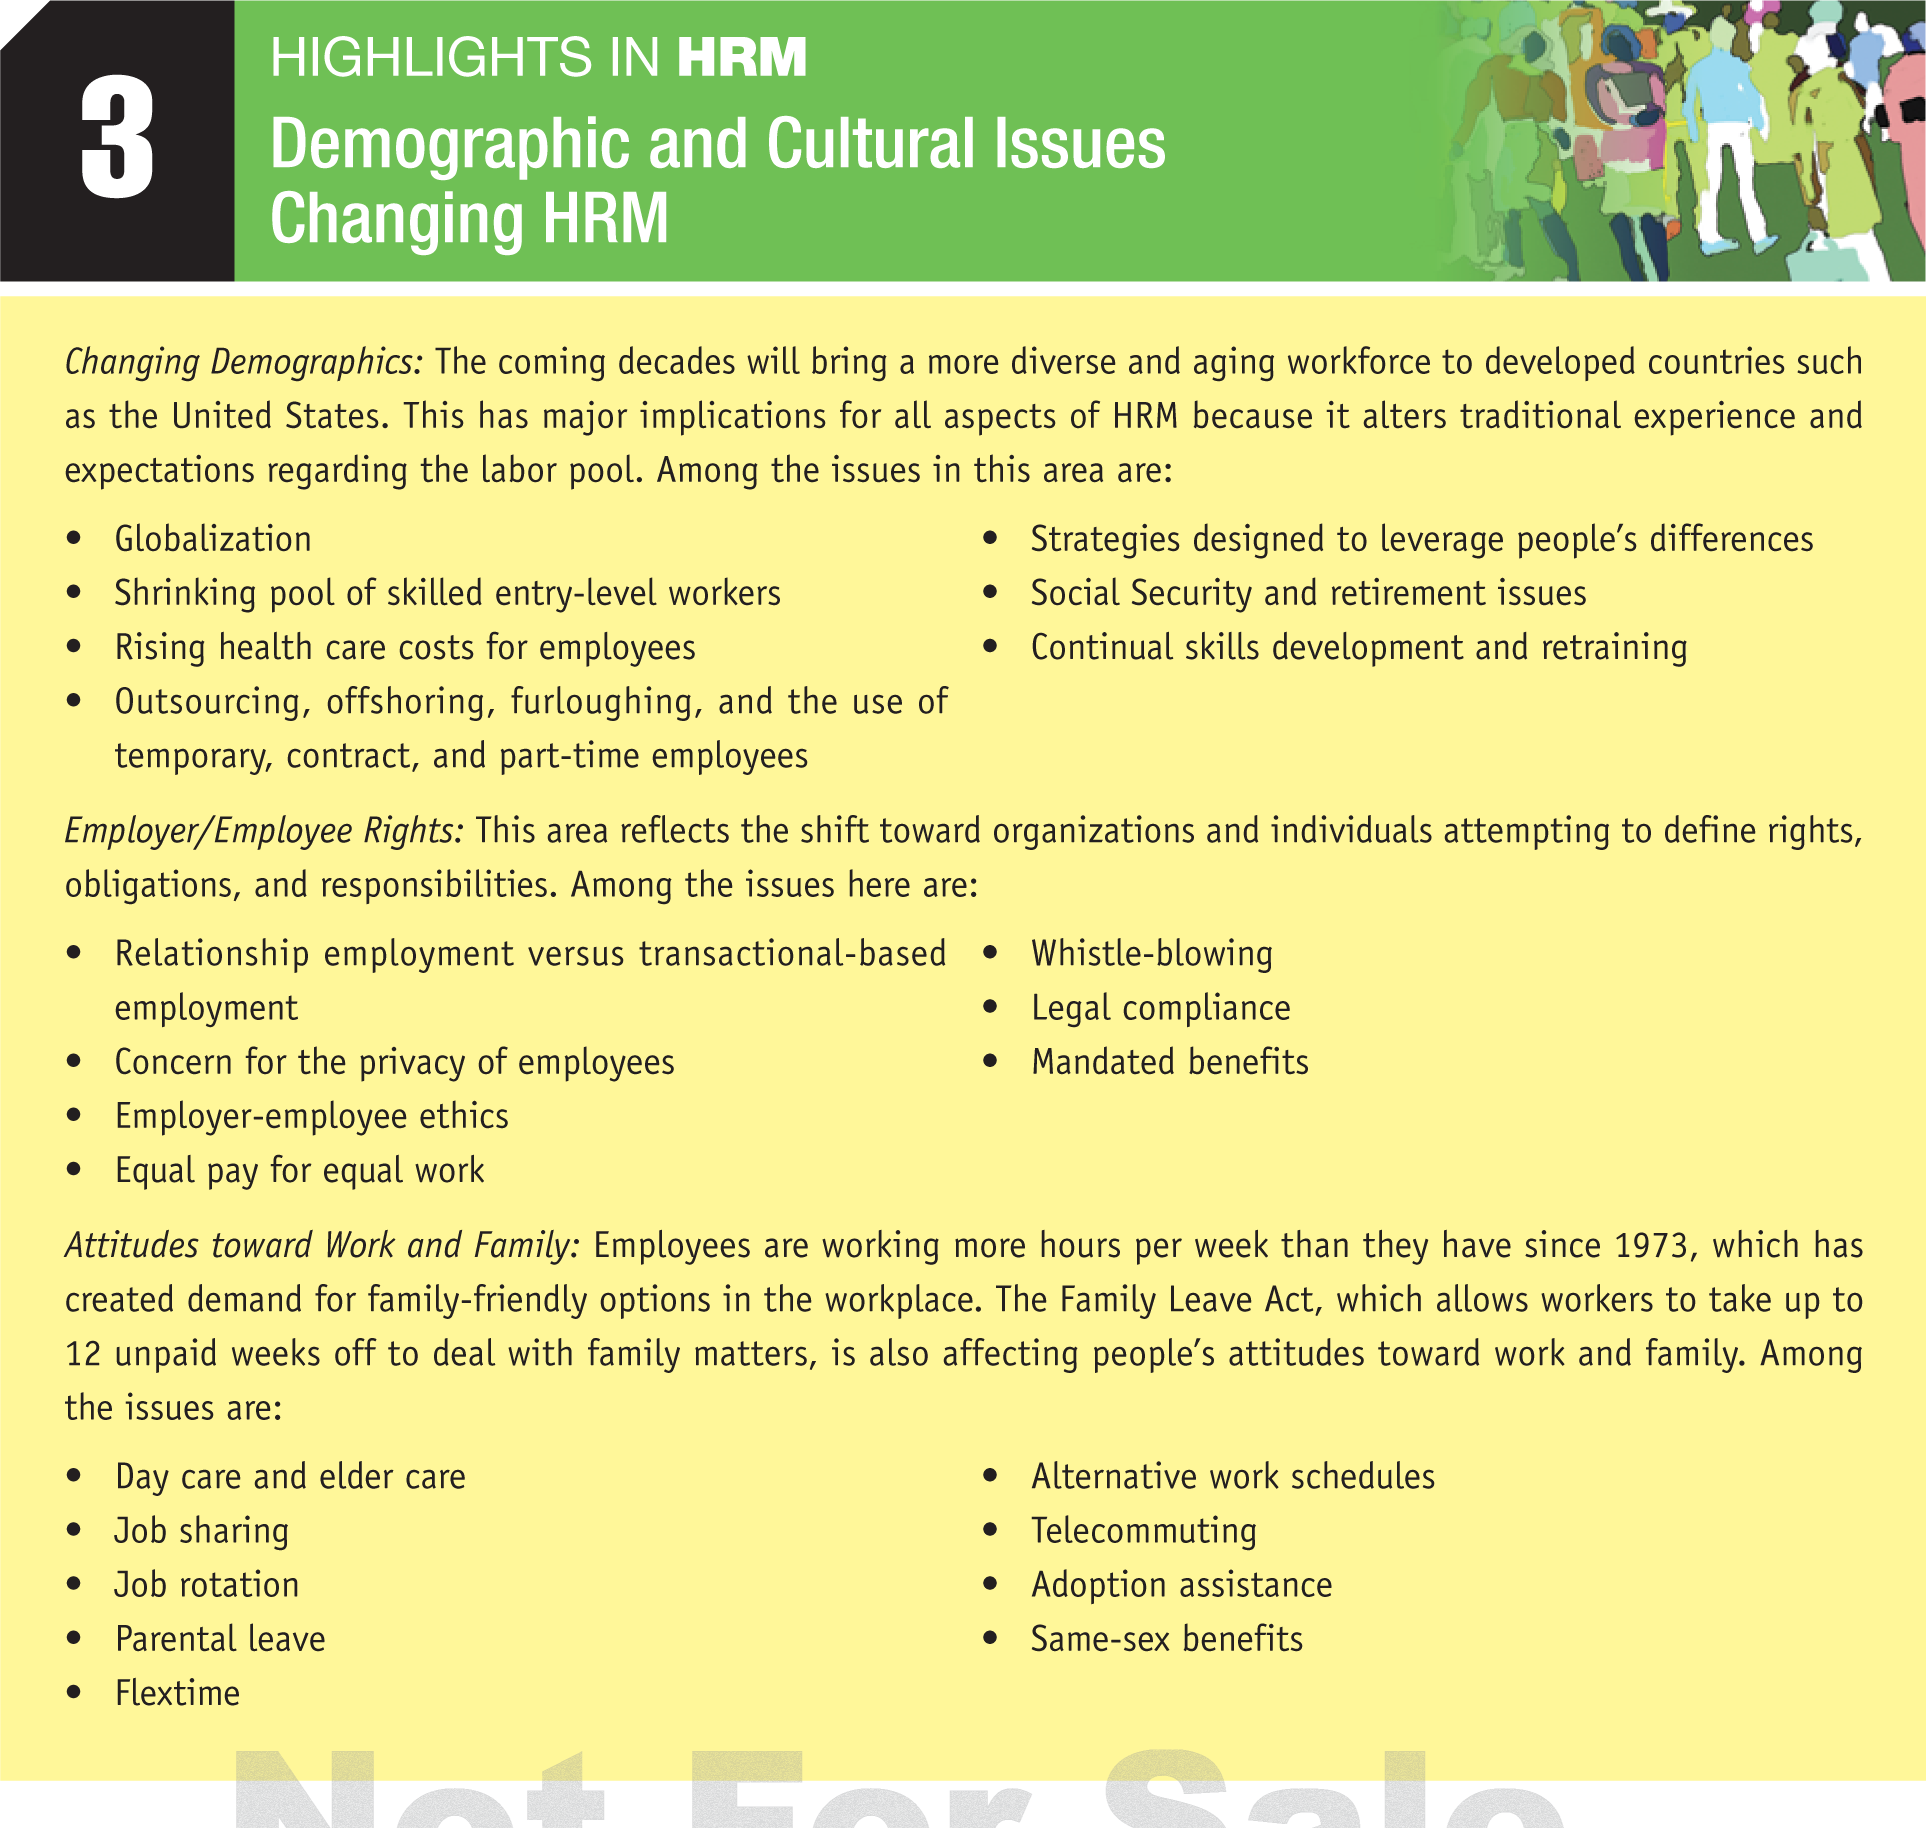 3
HIGHLIGHTS IN HRM
Demographic and Cultural Issues
Changing HRM
Changing Demographics: The coming decades will bring a more diverse and aging workforce to developed countries such
as the United States. This has major implications for all aspects of HRM because it alters traditional experience and
expectations regarding the labor pool. Among the issues in this area are:
• Globalization
• Shrinking pool of skilled entry-level workers
• Rising health care costs for employees
• Outsourcing, offshoring, furloughing, and the use of
temporary, contract, and part-time employees
• Strategies designed to leverage people’s differences
• Social Security and retirement issues
• Continual skills development and retraining
Employer/Employee Rights: This area reflects the shift toward organizations and individuals attempting to define rights,
obligations, and responsibilities. Among the issues here are:
• Relationship employment versus transactional-based
employment
• Concern for the privacy of employees
• Employer-employee ethics
• Equal pay for equal work
• Whistle-blowing
• Legal compliance
• Mandated benefits
Attitudes toward Work and Family: Employees are working more hours per week than they have since 1973, which has
created demand for family-friendly options in the workplace. The Family Leave Act, which allows workers to take up to
12 unpaid weeks off to deal with family matters, is also affecting people’s attitudes toward work and family. Among
the issues are:
• Day care and elder care
• Job sharing
• Job rotation
• Parental leave
• Flextime
• Alternative work schedules
• Telecommuting
• Adoption assistance
• Same-sex benefits
Not For Sale